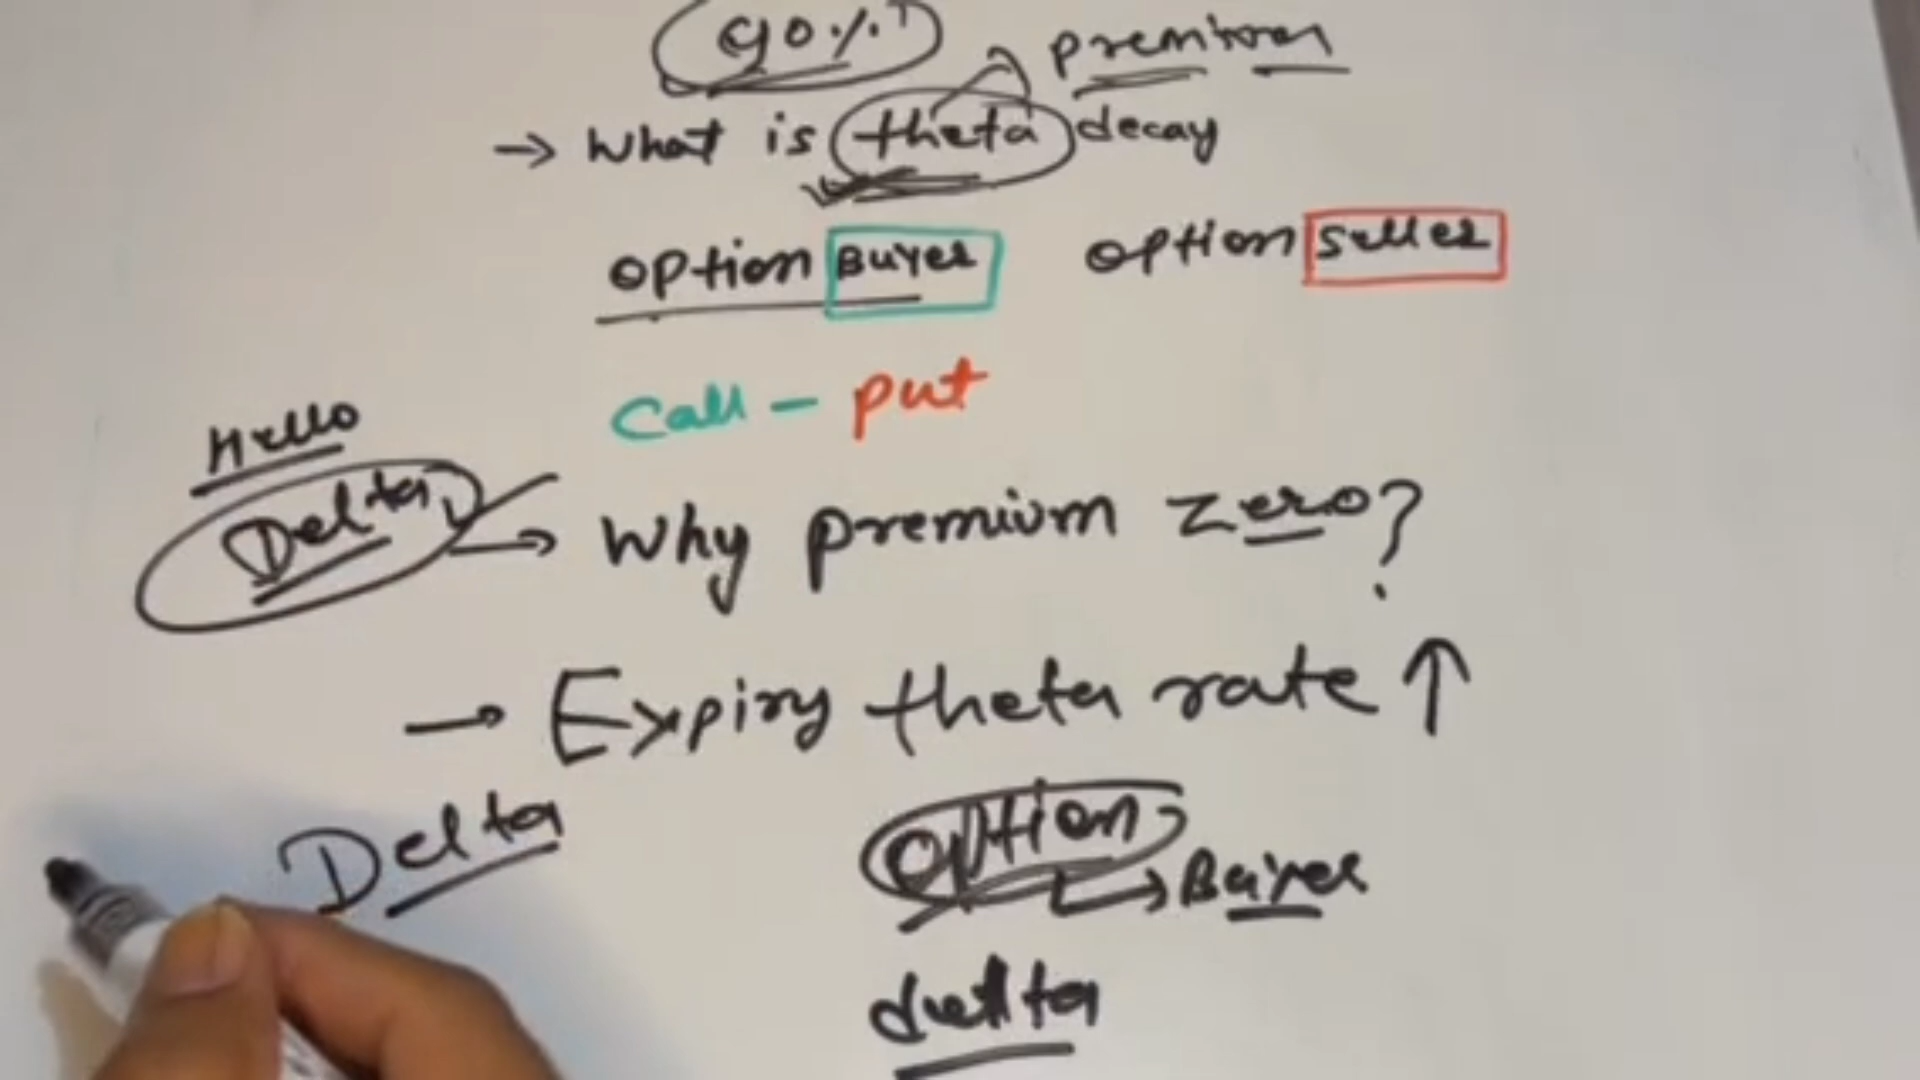 90%
premium
→ What is theta decay
option Buyer option seller
call - put
Hello
Delta
→ Why premium zero?
→ Expiry theta rate ↑
Delta
option
→ Buyer
delta